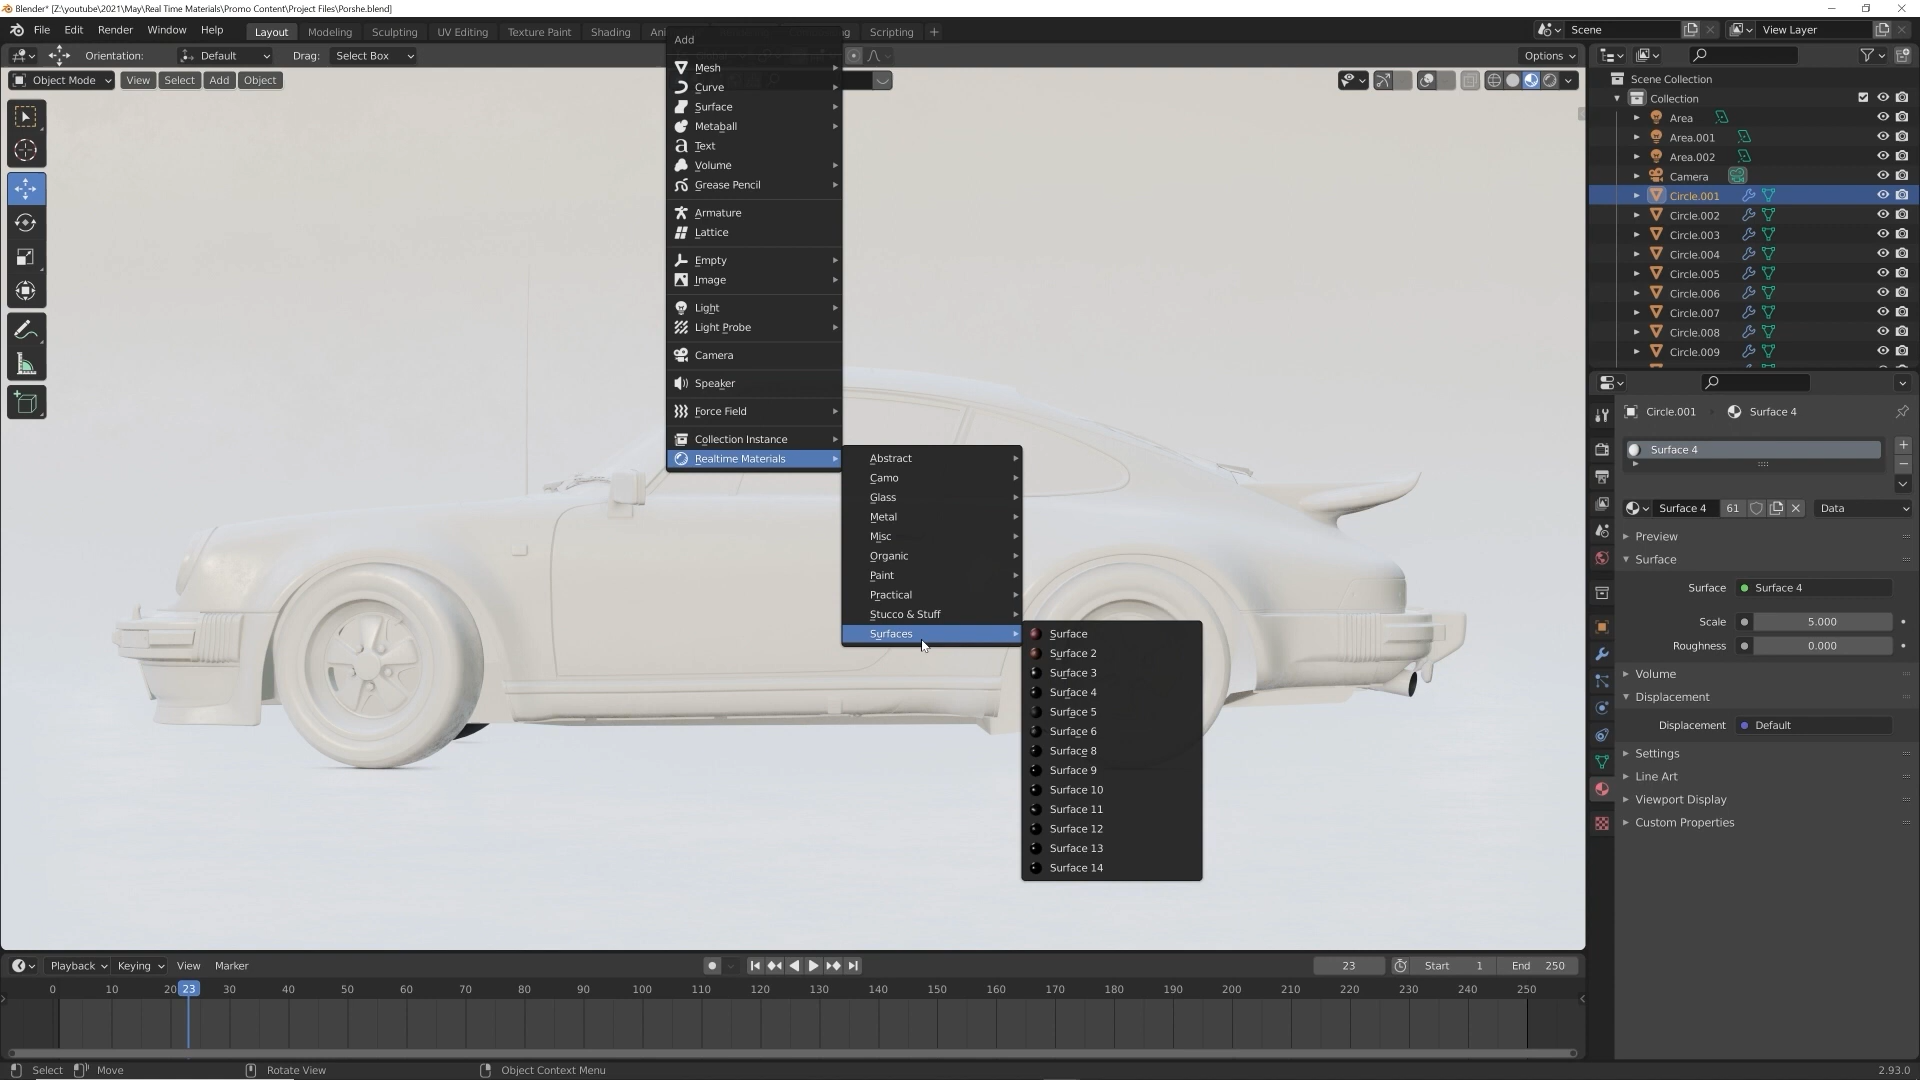 Blender* [Z:\youtube\2021\May\Real Time Materials\Promo Content\Project Files\Porshe.blend]
File Edit Render Window Help Layout Modeling Sculpting UV Editing Texture Paint Shading Scripting + Scene View Layer
Orientation: Default Drag: Select Box Options
Object Mode View Select Add Object
Add
Mesh
Curve
Surface
Metaball
Text
Volume
Grease Pencil
Armature
Lattice
Empty
Image
Light
Light Probe
Camera
Speaker
Force Field
Collection Instance
Realtime Materials
Abstract
Camo
Glass
Metal
Misc
Organic
Paint
Practical
Stucco & Stuff
Surfaces
Surface
Surface 2
Surface 3
Surface 4
Surface 5
Surface 6
Surface 8
Surface 9
Surface 10
Surface 11
Surface 12
Surface 13
Surface 14
Scene Collection
Collection
Area
Area.001
Area.002
Camera
Circle.001
Circle.002
Circle.003
Circle.004
Circle.005
Circle.006
Circle.007
Circle.008
Circle.009
Circle.001 Surface 4
Surface 4
Surface 4 61 Data
Preview
Surface
Surface Surface 4
Scale 5.000
Roughness 0.000
Volume
Displacement
Displacement Default
Settings
Line Art
Viewport Display
Custom Properties
Playback Keying View Marker 23 Start 1 End 250
0 10 20 23 30 40 50 60 70 80 90 100 110 120 130 140 150 160 170 180 190 200 210 220 230 240 250
Select Move Rotate View Object Context Menu 2.93.0